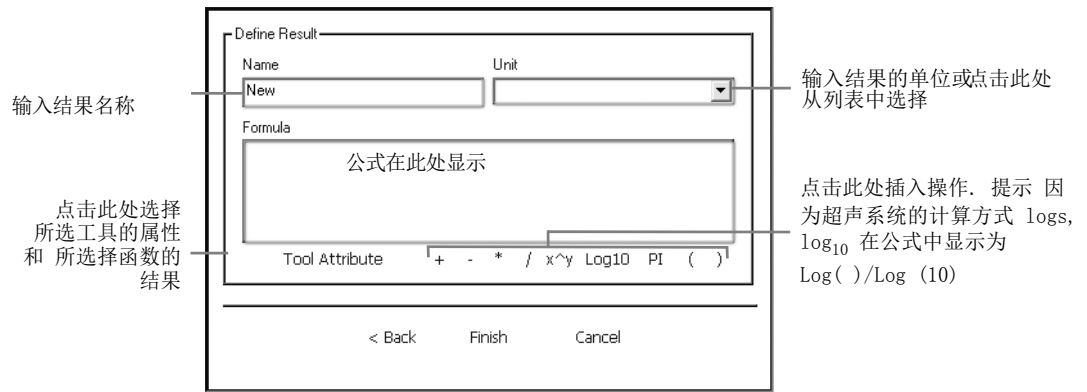 Define Result
Name
Unit
New
输入结果名称
输入结果的单位或点击此处
从列表中选择
Formula
公式在此处显示
点击此处选择
所选工具的属性
和 所选择函数的
结果
点击此处插入操作. 提示 因
为超声系统的计算方式 logs,
log10 在公式中显示为
Log( )/Log (10)
Tool Attribute + - * / x^y Log10 PI ( )
< Back Finish Cancel